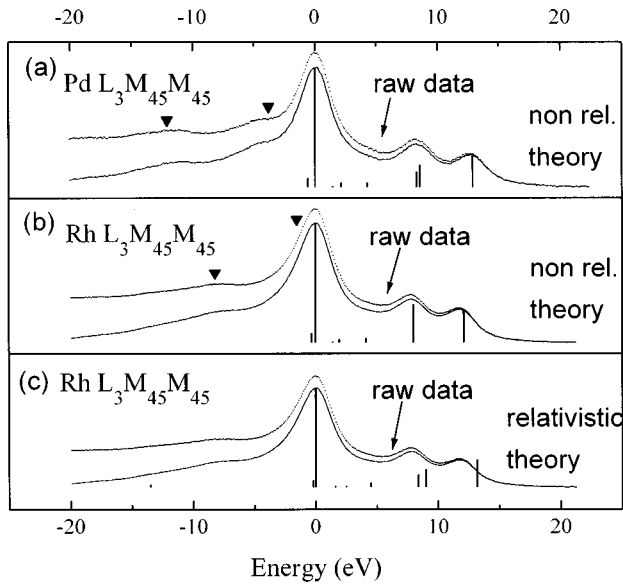 -20 -10 0 10 20
(a) Pd L₃M₄₅M₄₅
raw data
non rel.
theory
(b) Rh L₃M₄₅M₄₅
raw data
non rel.
theory
(c) Rh L₃M₄₅M₄₅
raw data
relativistic
theory
-20 -10 0 10 20
Energy (eV)